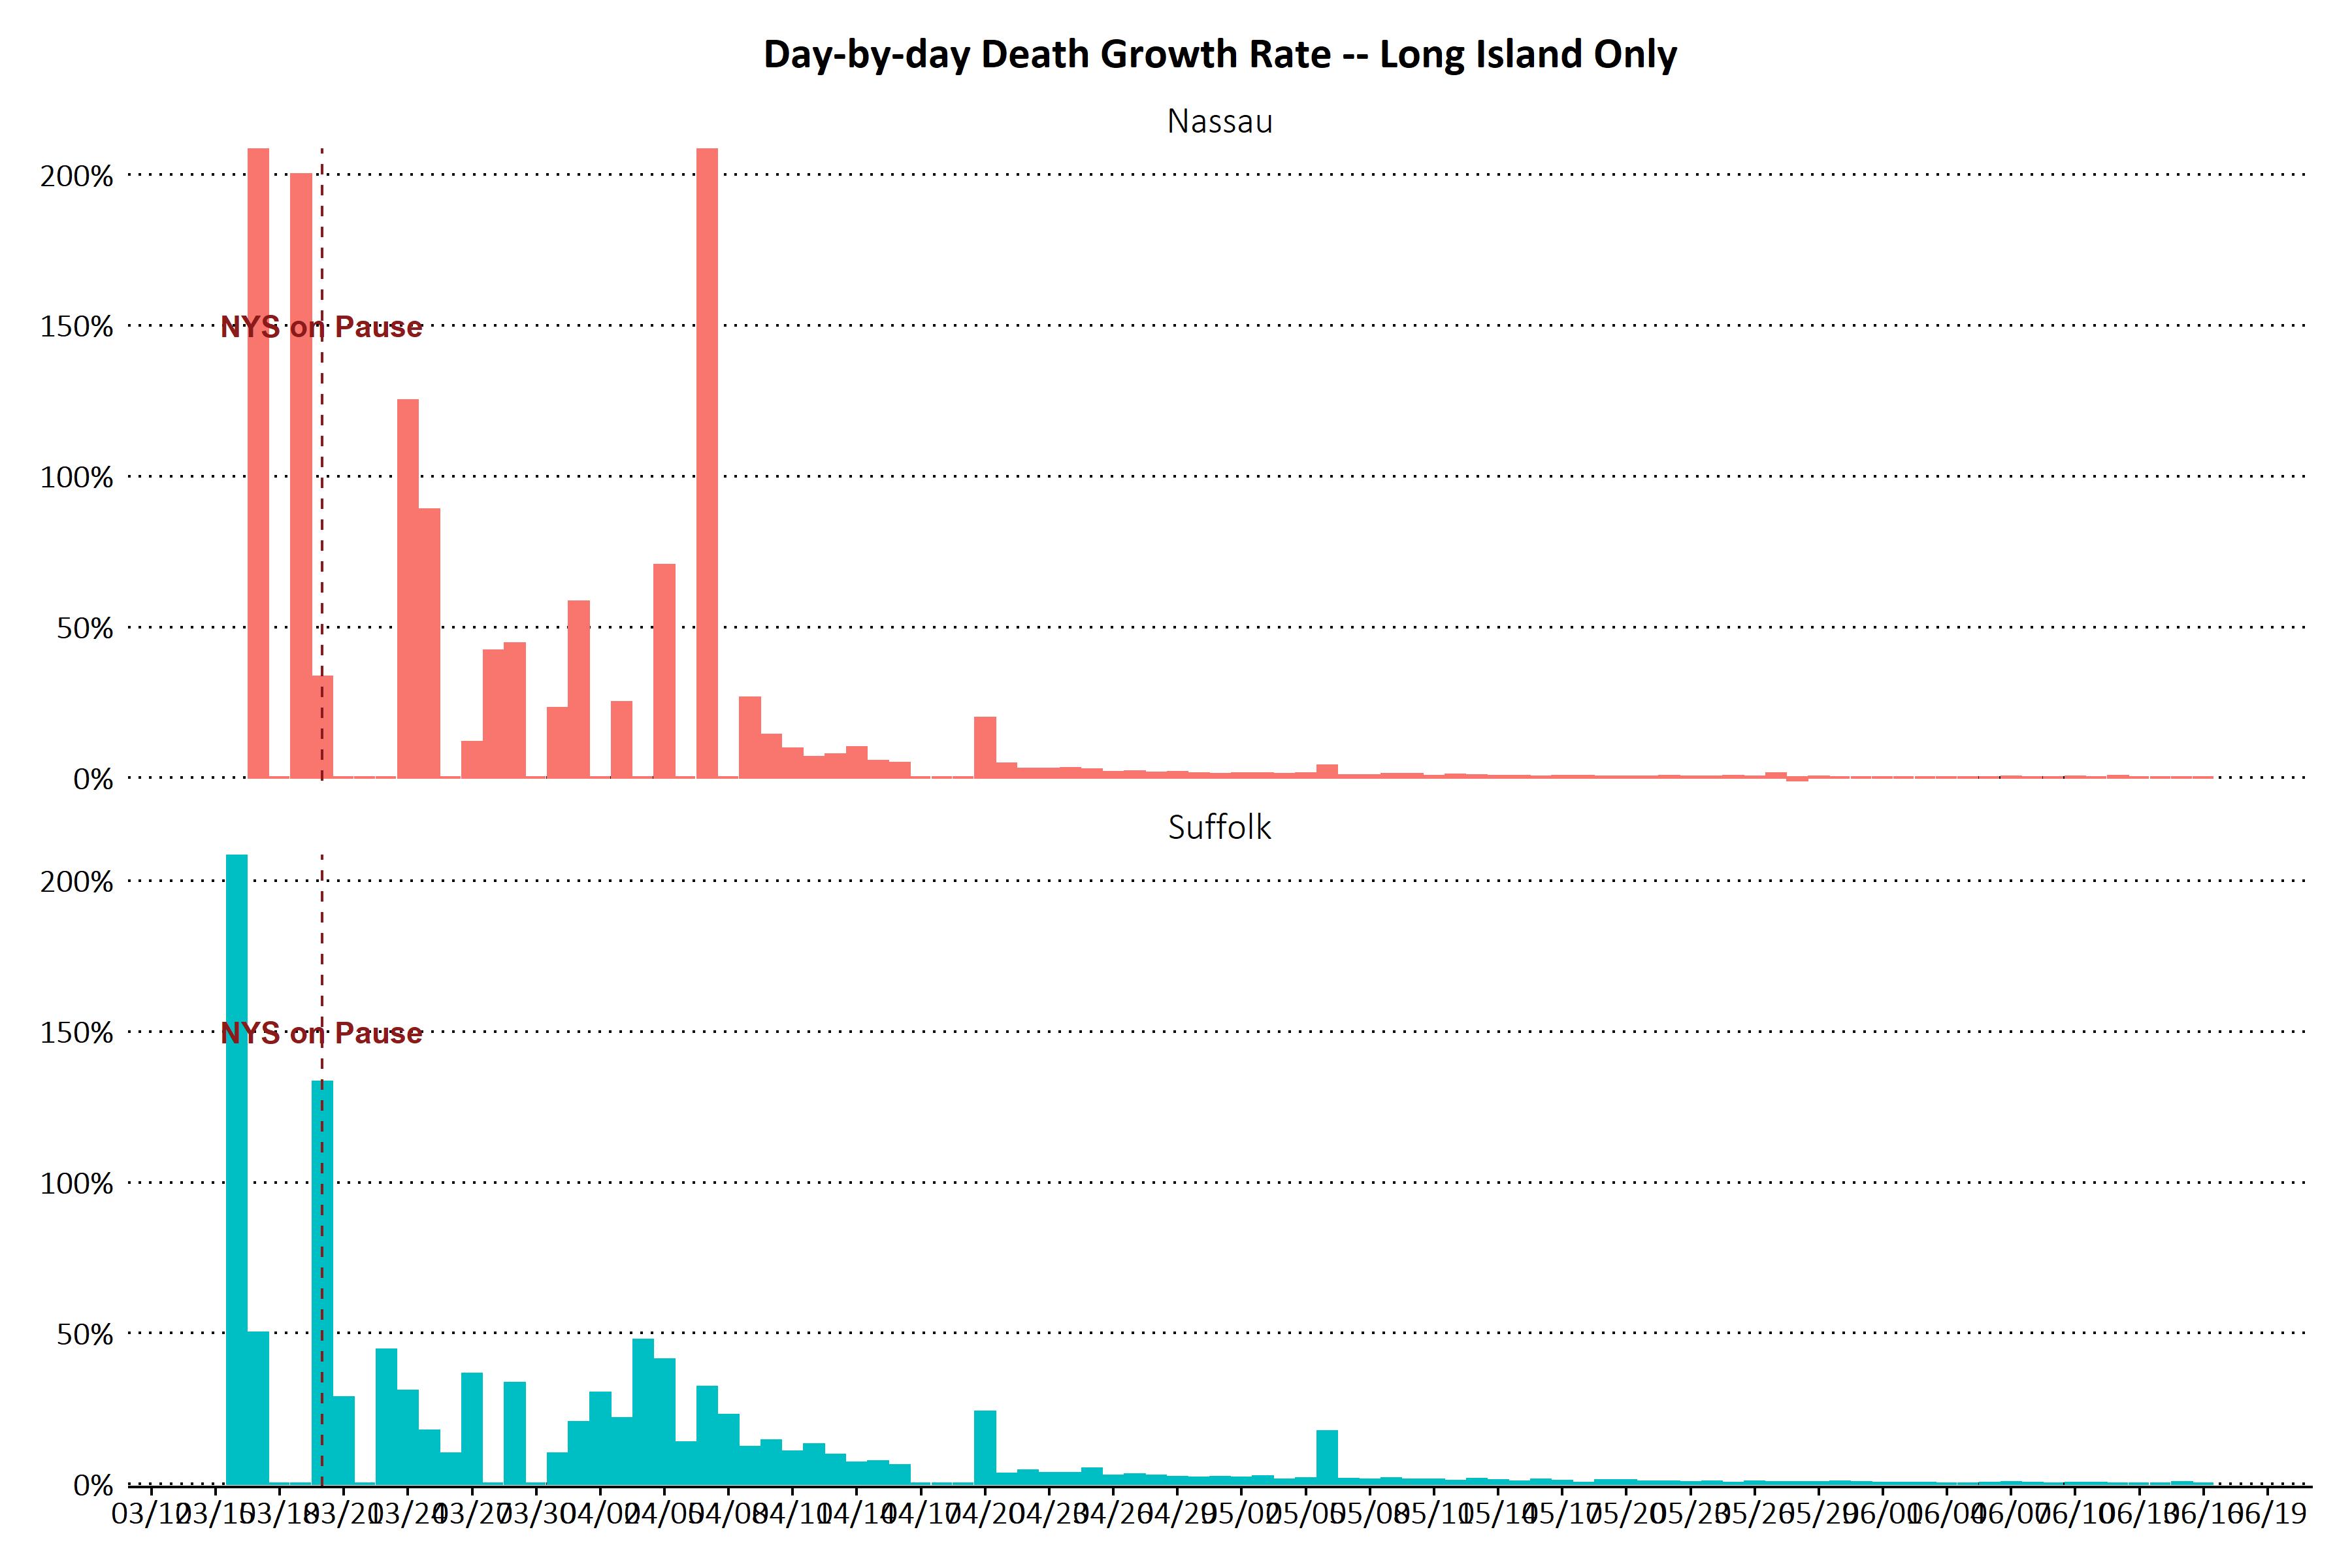 Day-by-day Death Growth Rate -- Long Island Only
Nassau
200%
150%
NYS on Pause
100%
50%
0%
Suffolk
200%
150%
NYS on Pause
100%
50%
0%
03/12 03/15 03/18 03/21 03/24 03/27 03/30 04/02 04/05 04/08 04/11 04/14 04/17 04/20 04/23 04/26 04/29 05/02 05/05 05/08 05/11 05/14 05/17 05/20 05/23 05/26 05/29 06/01 06/04 06/07 06/10 06/13 06/16 06/19